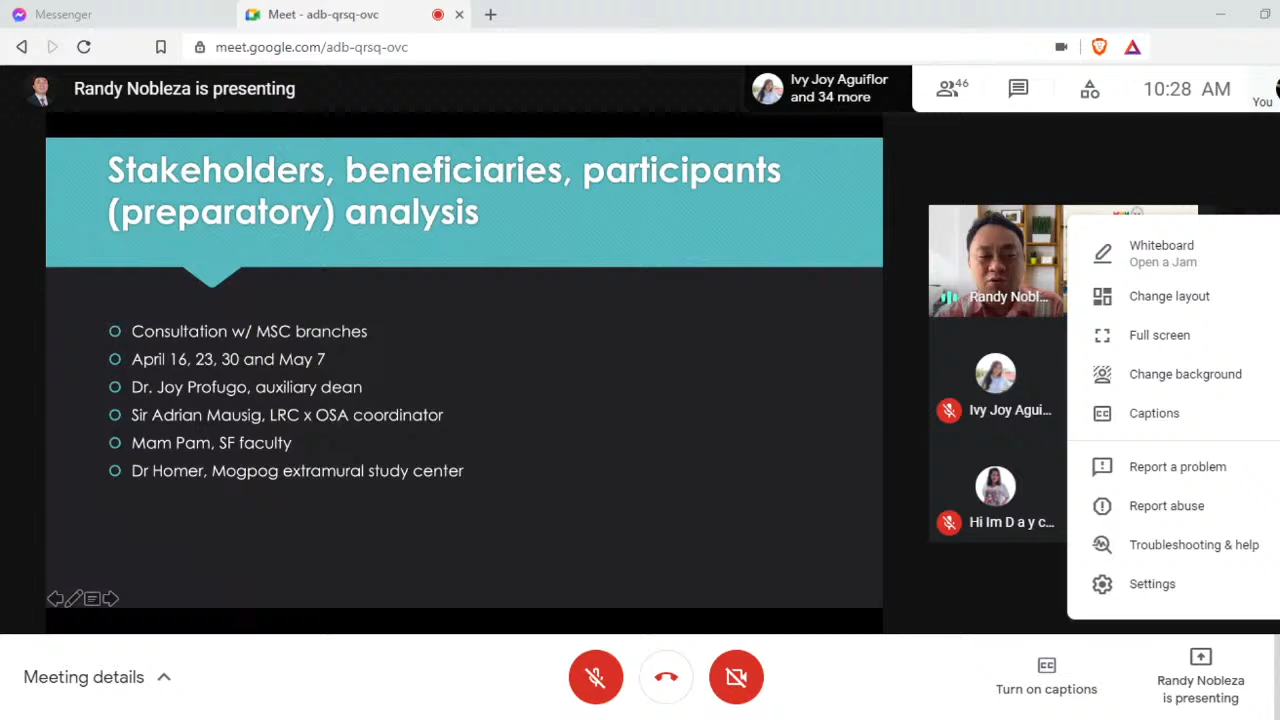 Messenger
Meet - adb-qrsq-ovc
meet.google.com/adb-qrsq-ovc
Randy Nobleza is presenting
Ivy Joy Aguiflor
and 34 more
46
10:28 AM
You
Stakeholders, beneficiaries, participants
(preparatory) analysis
Consultation w/ MSC branches
April 16, 23, 30 and May 7
Dr. Joy Profugo, auxiliary dean
Sir Adrian Mausig, LRC x OSA coordinator
Mam Pam, SF faculty
Dr Homer, Mogpog extramural study center
Randy Nobl...
Ivy Joy Agui...
Hi Im D a y c...
Whiteboard
Open a Jam
Change layout
Full screen
Change background
CC Captions
Report a problem
Report abuse
Troubleshooting & help
Settings
Meeting details
CC
Turn on captions
Randy Nobleza
is presenting